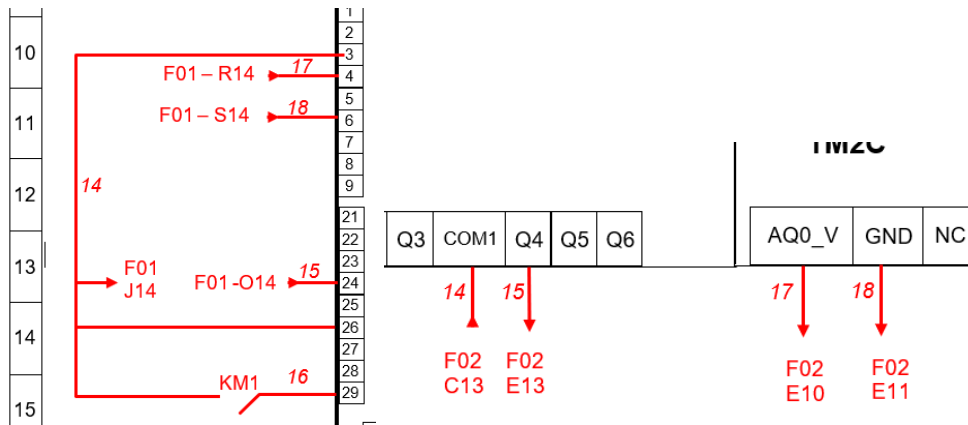 10
11
12
13
14
15
1
2
3
4
5
6
7
8
9
21
22
23
24
25
26
27
28
29
F01 – R14
17
F01 – S14
18
14
F01
J14
F01 -O14
15
KM1
16
Q3 COM1 Q4 Q5 Q6
14 15
F02 F02
C13 E13
TM2C
AQ0_V GND NC
17 18
F02 F02
E10 E11